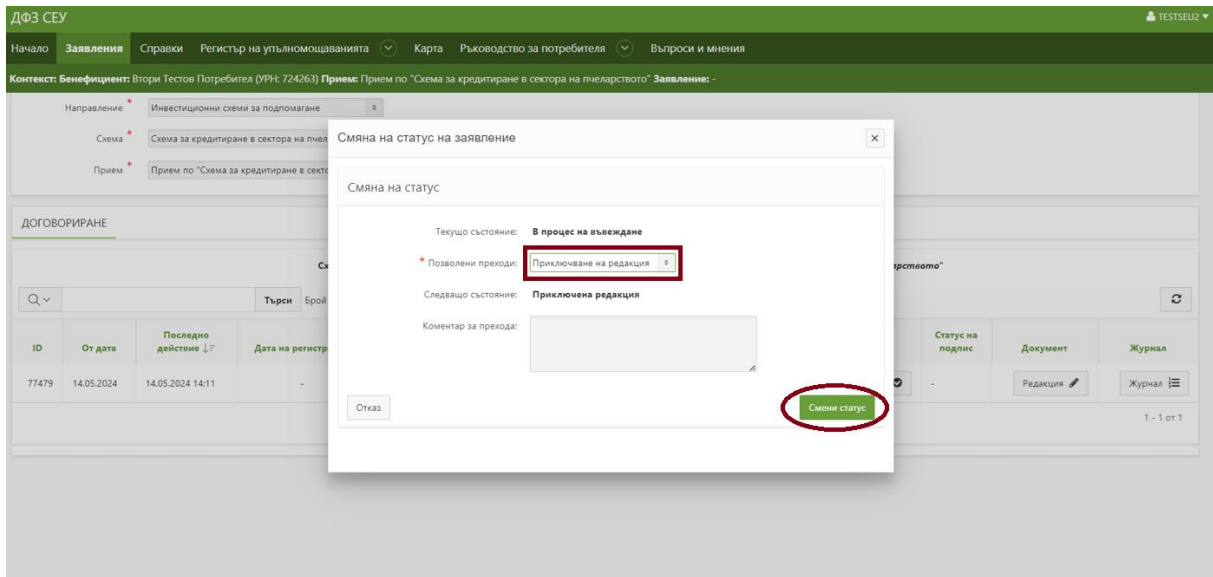 ДФЗ СЕУ
TESTSEU2
Начало Заявления Справки Регистър на упълномощаванията Карта Ръководство за потребителя Въпроси и мнения
Контекст: Бенефициент: Втори Тестов Потребител (УРН: 724263) Прием: Прием по "Схема за кредитиране в сектора на пчеларството" Заявление: -
Направление * Инвестиционни схеми за подпомагане
Схема * Схема за кредитиране в сектора на пчел
Прием * Прием по "Схема за кредитиране в сект
Смяна на статус на заявление
Смяна на статус
Текущо състояние: В процес на въвеждане
* Позволени преходи: Приключване на редакция
Следващо състояние: Приключена редакция
Коментар за прехода:
Отказ Смени статус
ДОГОВОРИРАНЕ
Сх
арството"
Търси Брой
ID От дата Последно действие Дата на регистр Статус на подпис Документ Журнал
77479 14.05.2024 14.05.2024 14:11 - - Редакция Журнал
1 - 1 от 1